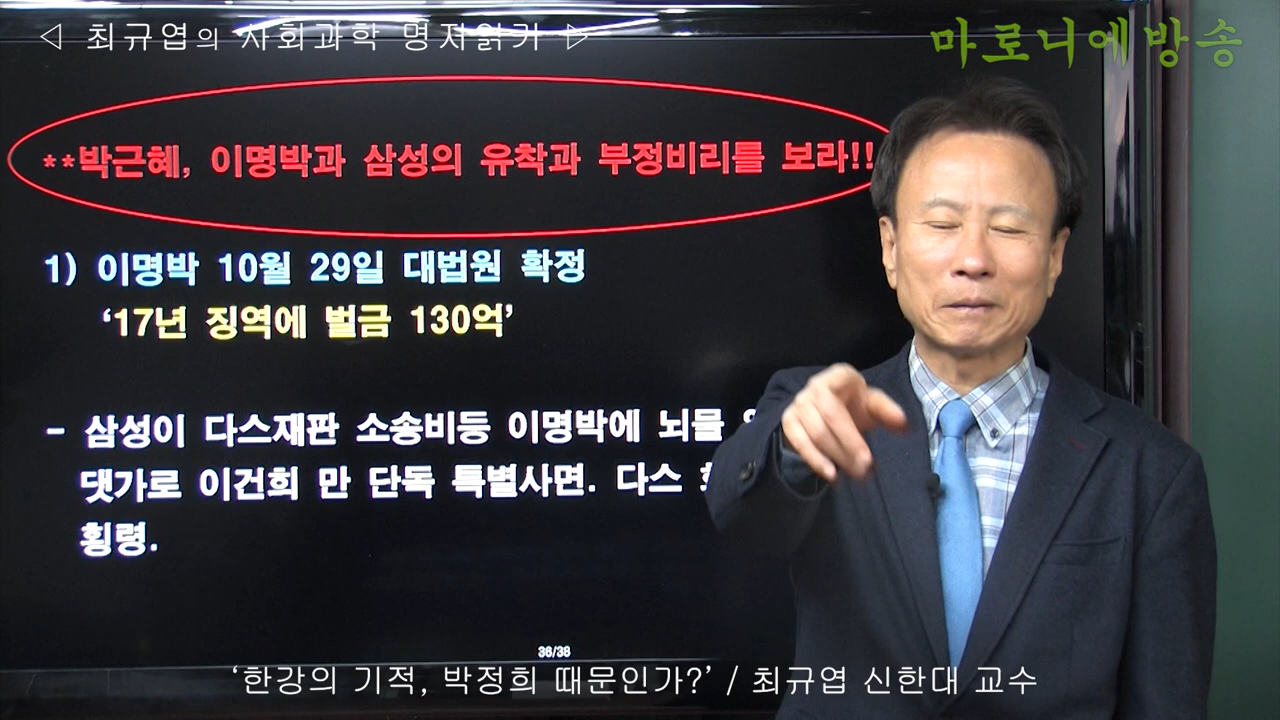 ◁ 최규엽의 사회과학 명저읽기 ▷
마로니에방송
**박근혜, 이명박과 삼성의 유착과 부정비리를 보라!!
1) 이명박 10월 29일 대법원 확정
‘17년 징역에 벌금 130억’
- 삼성이 다스재판 소송비등 이명박에 뇌물
댓가로 이건희 만 단독 특별사면. 다스
횡령.
36/38
‘한강의 기적, 박정희 때문인가?’ / 최규엽 신한대 교수